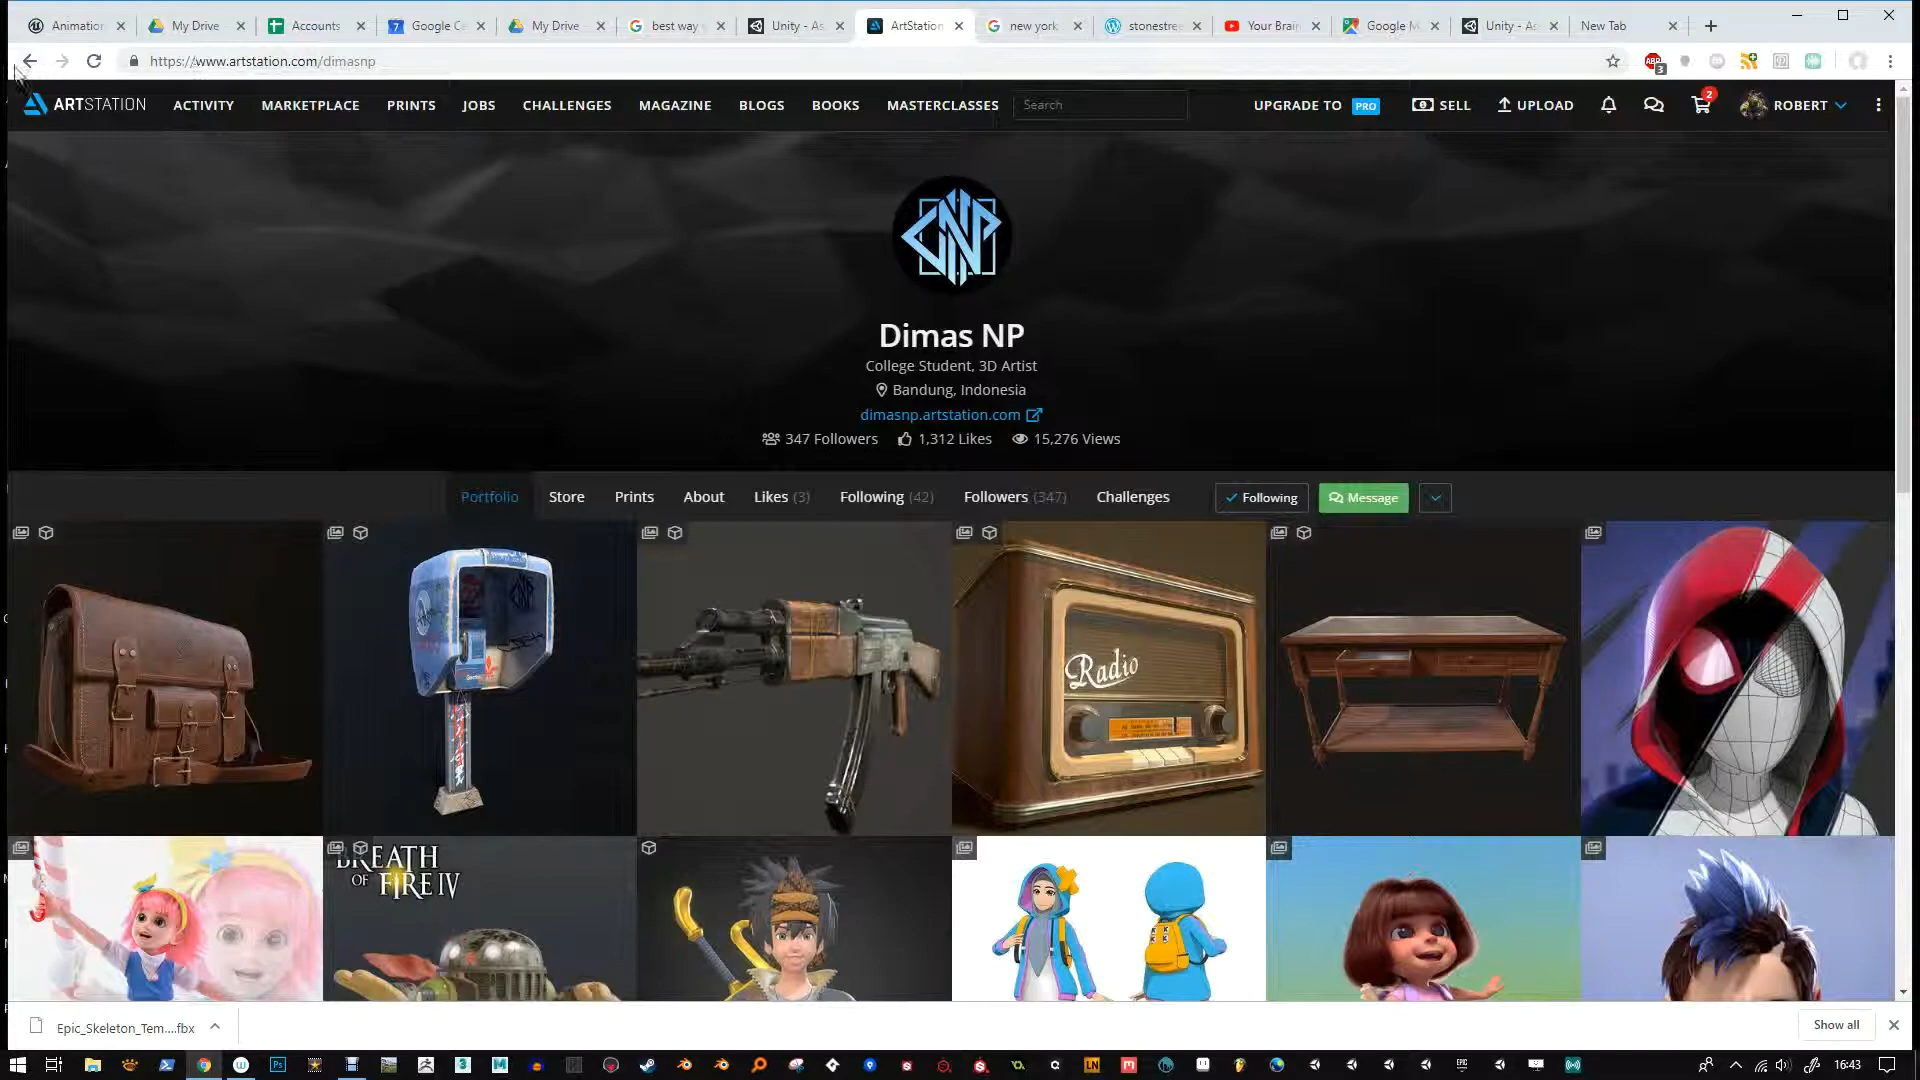 Animation
My Drive
Accounts
Google Ce
My Drive
best way
Unity - As
ArtStation
new york
stonestree
Your Brain
Google M
Unity - As
New Tab
https://www.artstation.com/dimasnp
3
ARTSTATION
ACTIVITY
MARKETPLACE
PRINTS
JOBS
CHALLENGES
MAGAZINE
BLOGS
BOOKS
MASTERCLASSES
Search
UPGRADE TO PRO
SELL
UPLOAD
2
ROBERT
Dimas NP
College Student, 3D Artist
Bandung, Indonesia
dimasnp.artstation.com
347 Followers 1,312 Likes 15,276 Views
Portfolio
Store
Prints
About
Likes (3)
Following (42)
Followers (347)
Challenges
Following
Message
Radio
BREATH
OF FIRE IV
Epic_Skeleton_Tem....fbx
Show all
16:43